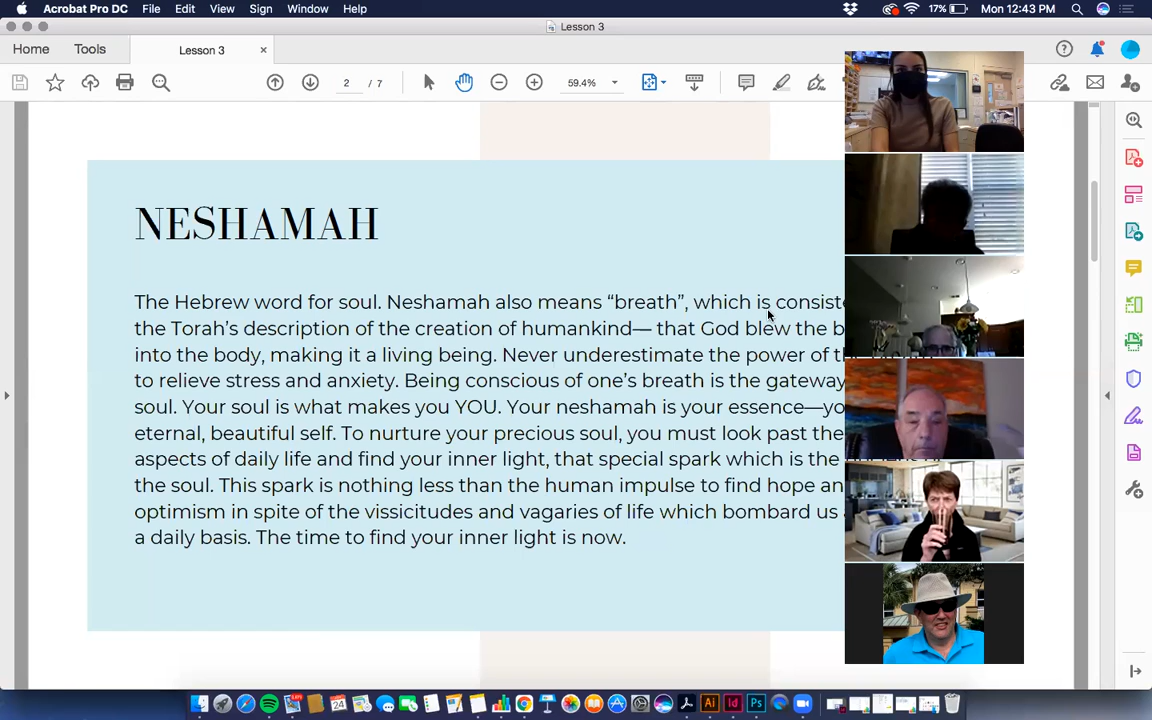 Acrobat Pro DC File Edit View Sign Window Help 17% Mon 12:43 PM
Lesson 3
Home Tools Lesson 3 ×
2 / 7 59.4%
NESHAMAH
The Hebrew word for soul. Neshamah also means “breath”, which is
the Torah’s description of the creation of humankind— that God blew the
into the body, making it a living being. Never underestimate the power of
to relieve stress and anxiety. Being conscious of one’s breath is the gateway
soul. Your soul is what makes you YOU. Your neshamah is your essence—
eternal, beautiful self. To nurture your precious soul, you must look past the
aspects of daily life and find your inner light, that special spark which is the
the soul. This spark is nothing less than the human impulse to find hope
optimism in spite of the vissicitudes and vagaries of life which bombard us
a daily basis. The time to find your inner light is now.
24 Ai Id Ps